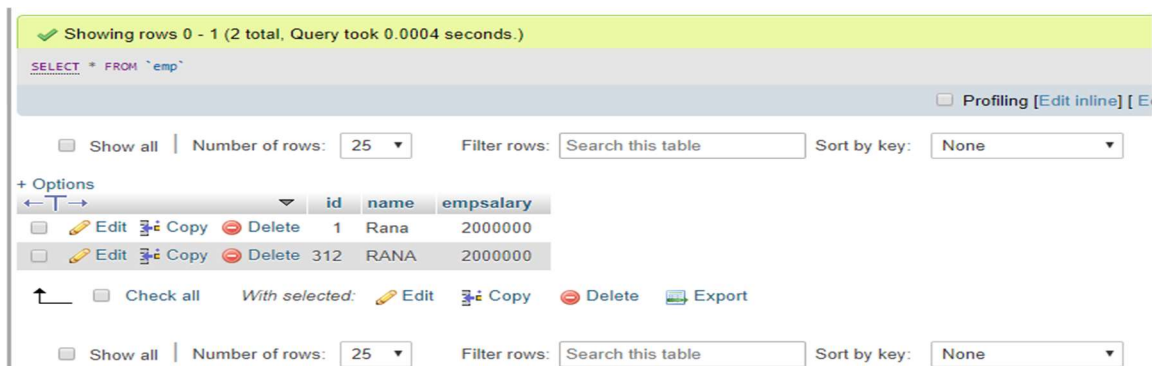 Showing rows 0 - 1 (2 total, Query took 0.0004 seconds.)
SELECT * FROM `emp`
Profiling [Edit inline] [
Show all | Number of rows: 25 Filter rows: Search this table Sort by key: None
+ Options
id name empsalary
Edit Copy Delete 1 Rana 2000000
Edit Copy Delete 312 RANA 2000000
Check all With selected: Edit Copy Delete Export
Show all | Number of rows: 25 Filter rows: Search this table Sort by key: None